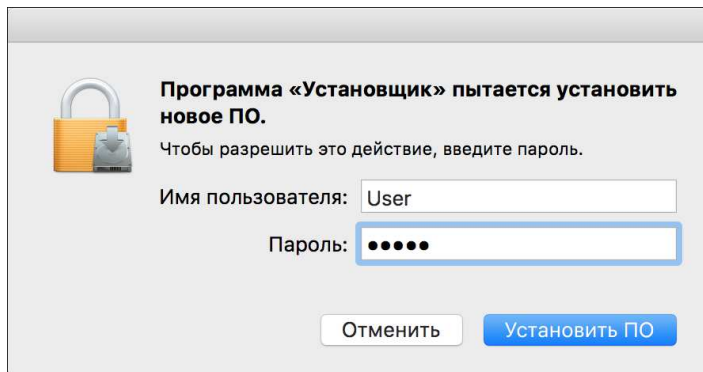 Программа «Установщик» пытается установить
новое ПО.
Чтобы разрешить это действие, введите пароль.
Имя пользователя: User
Пароль: •••••
Отменить Установить ПО